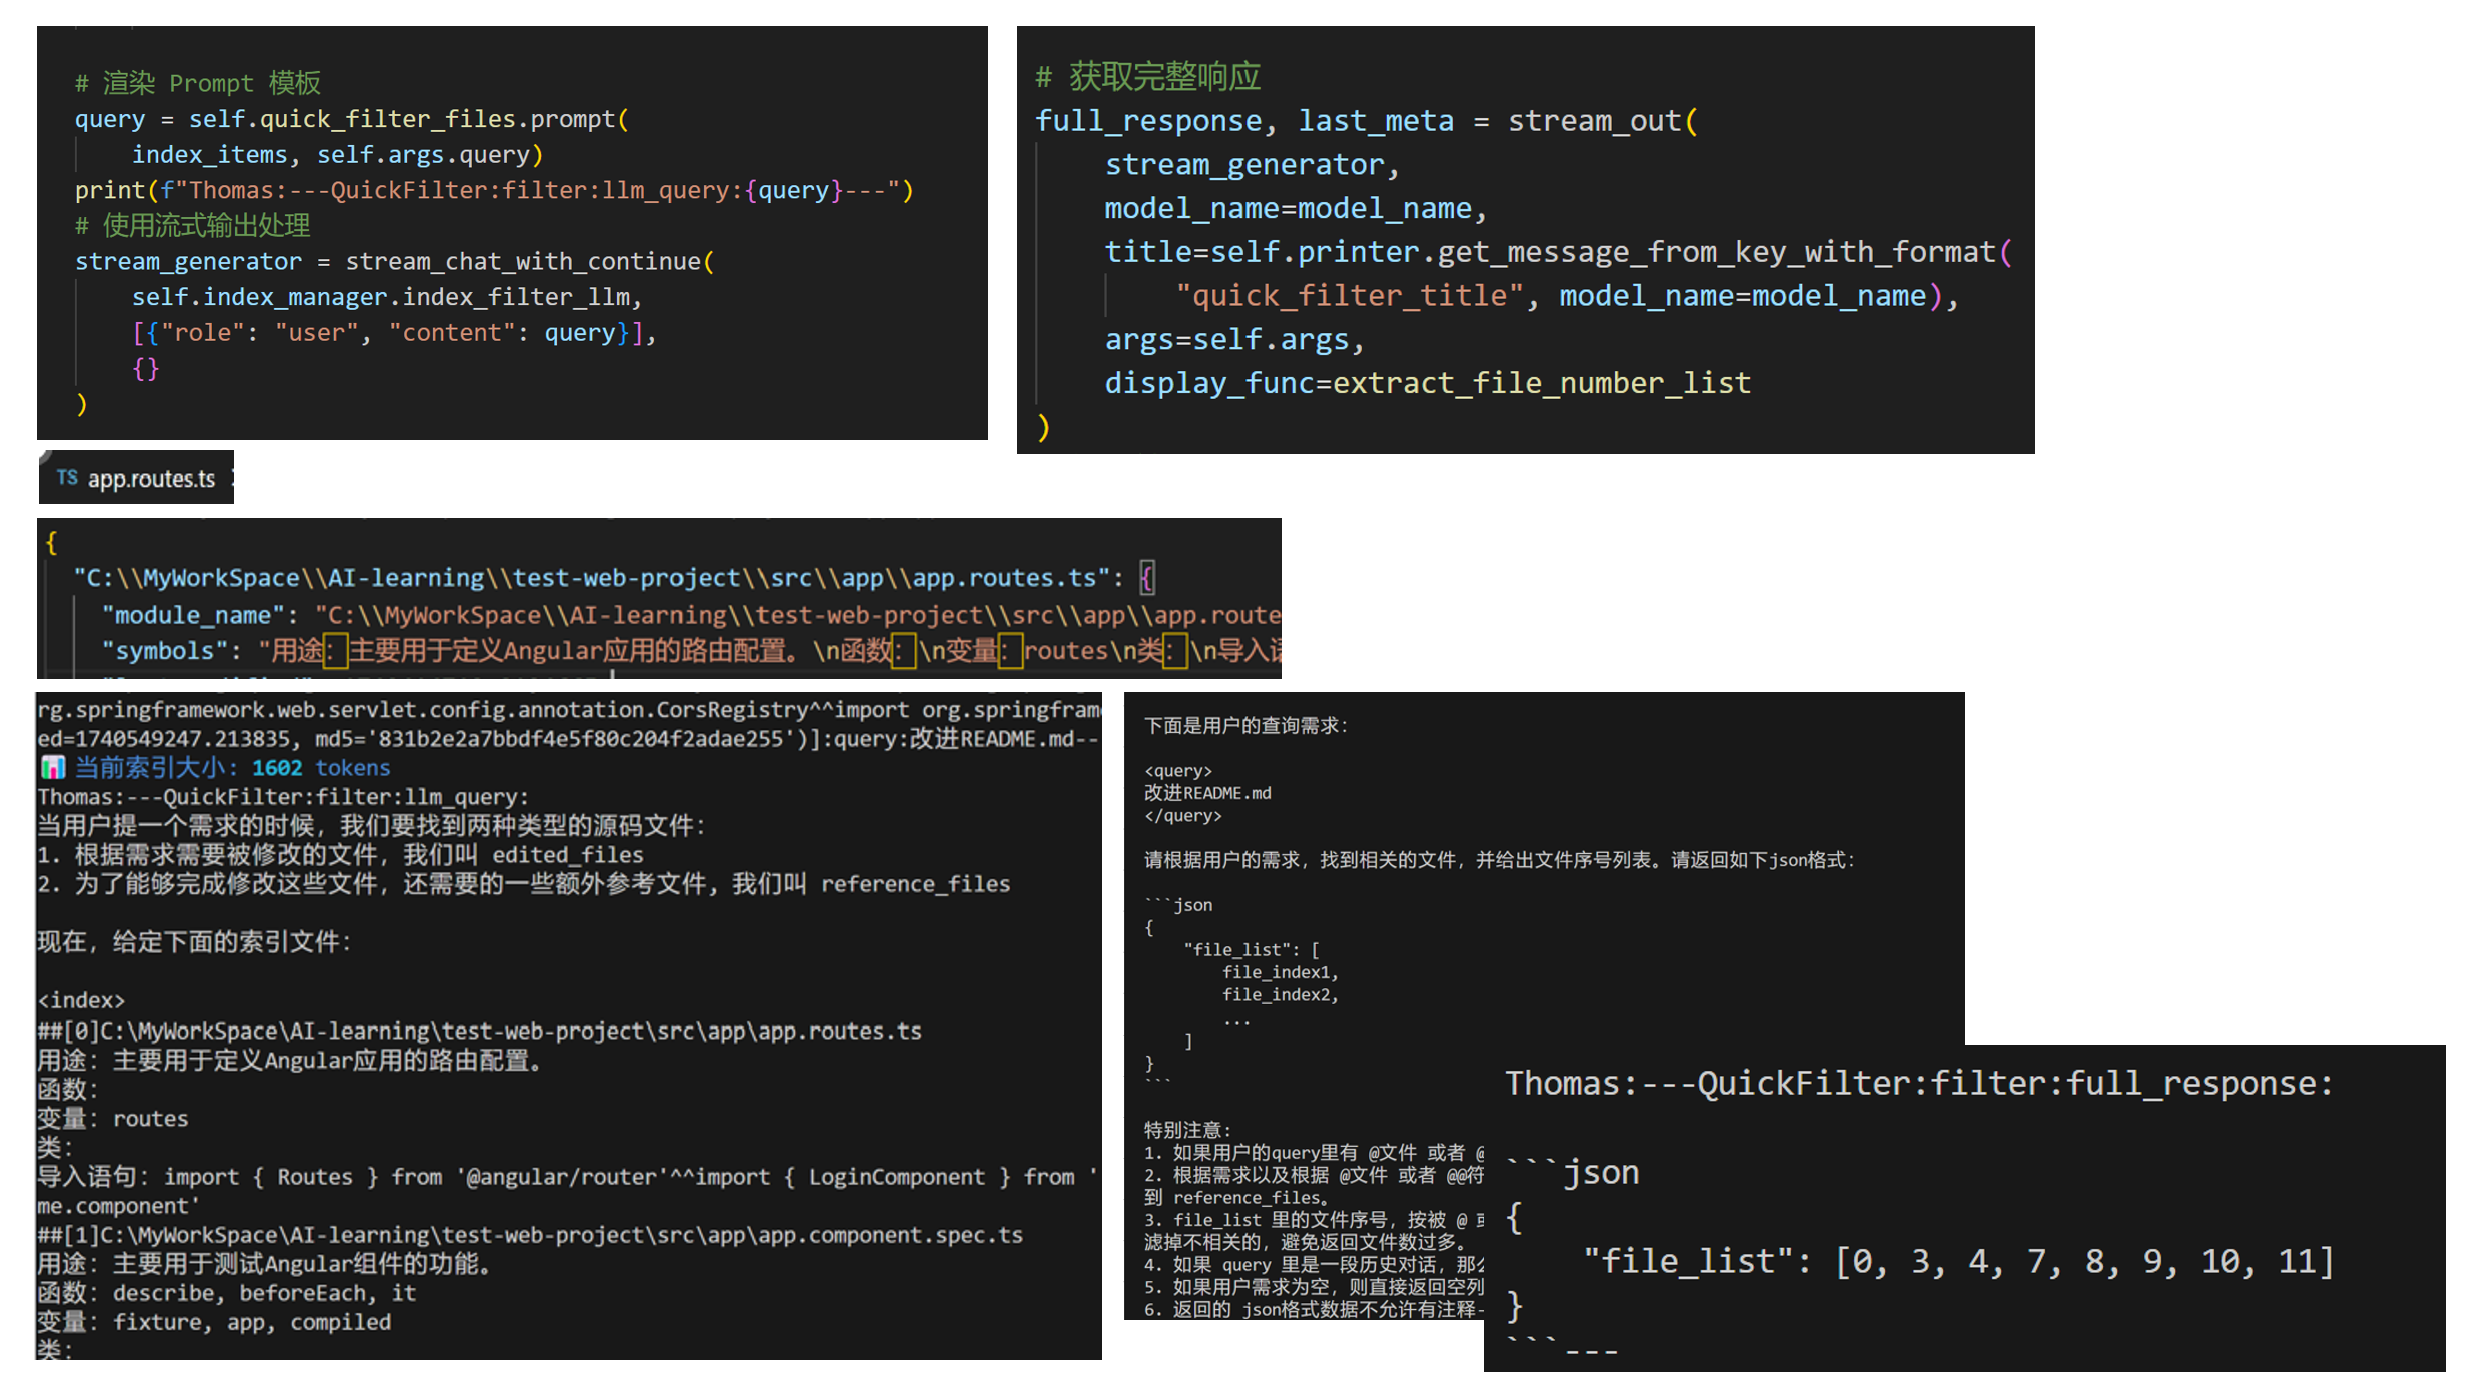 # 渲染 Prompt 模板
query = self.quick_filter_files.prompt(
index_items, self.args.query)
print(f"Thomas:---QuickFilter:filter:llm_query:{query}---")
# 使用流式输出处理
stream_generator = stream_chat_with_continue(
self.index_manager.index_filter_llm,
[{"role": "user", "content": query}],
{}
)
# 获取完整响应
full_response, last_meta = stream_out(
stream_generator,
model_name=model_name,
title=self.printer.get_message_from_key_with_format(
"quick_filter_title", model_name=model_name),
args=self.args,
display_func=extract_file_number_list
)
TS app.routes.ts
{
"C:\\MyWorkSpace\\AI-learning\\test-web-project\\src\\app\\app.routes.ts": {
"module_name": "C:\\MyWorkSpace\\AI-learning\\test-web-project\\src\\app\\app.route
"symbols": "用途：主要用于定义Angular应用的路由配置。\n函数：\n变量：routes\n类：\n导入语
rg.springframework.web.servlet.config.annotation.CorsRegistry^^import org.springfram
ed=1740549247.213835, md5='831b2e2a7bbdf4e5f80c204f2adae255')]:query:改进README.md--
📊 当前索引大小: 1602 tokens
Thomas:---QuickFilter:filter:llm_query:
当用户提一个需求的时候，我们要找到两种类型的源码文件：
1. 根据需求需要被修改的文件，我们叫 edited_files
2. 为了能够完成修改这些文件，还需要的一些额外参考文件，我们叫 reference_files
现在，给定下面的索引文件：
<index>
##[0]C:\MyWorkSpace\AI-learning\test-web-project\src\app\app.routes.ts
用途：主要用于定义Angular应用的路由配置。
函数：
变量：routes
类：
导入语句：import { Routes } from '@angular/router'^^import { LoginComponent } from '
me.component'
##[1]C:\MyWorkSpace\AI-learning\test-web-project\src\app\app.component.spec.ts
用途：主要用于测试Angular组件的功能。
函数：describe, beforeEach, it
变量：fixture, app, compiled
类：
下面是用户的查询需求：
<query>
改进README.md
</query>
请根据用户的需求，找到相关的文件，并给出文件序号列表。请返回如下json格式：
```json
{
"file_list": [
file_index1,
file_index2,
...
]
}
```
特别注意：
1. 如果用户的query里有 @文件 或者 @
2. 根据需求以及根据 @文件 或者 @@符
到 reference_files。
3. file_list 里的文件序号，按被 @
滤掉不相关的，避免返回文件数过多。
4. 如果 query 里是一段历史对话，那么
5. 如果用户需求为空，则直接返回空列
6. 返回的 json格式数据不允许有注释-
Thomas:---QuickFilter:filter:full_response:
```json
{
"file_list": [0, 3, 4, 7, 8, 9, 10, 11]
}
```---